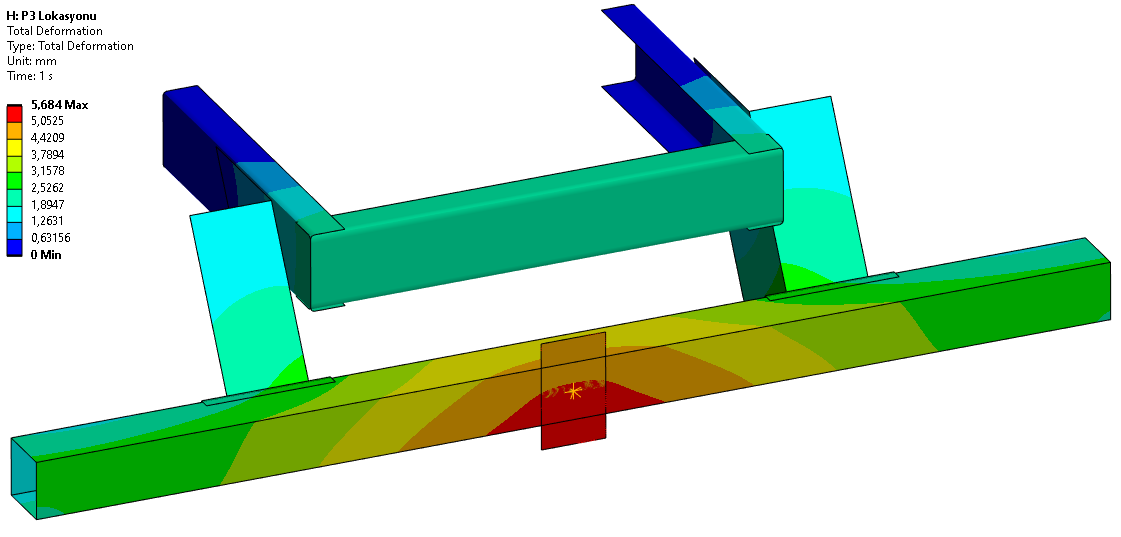 H: P3 Lokasyonu
Total Deformation
Type: Total Deformation
Unit: mm
Time: 1 s
5,684 Max
5,0525
4,4209
3,7894
3,1578
2,5262
1,8947
1,2631
0,63156
0 Min